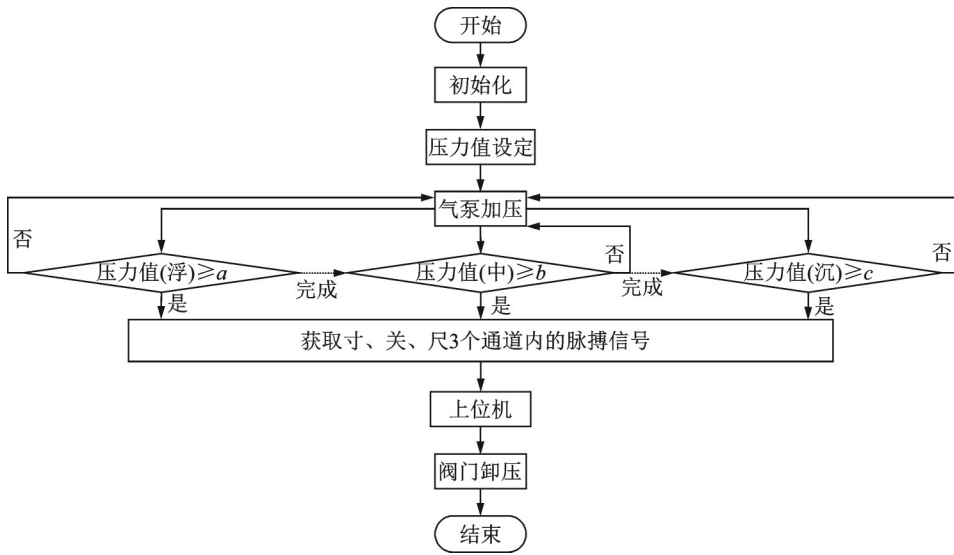 开始
初始化
压力值设定
气泵加压
否
否
否
压力值(浮)≥a
完成
压力值(中)≥b
完成
压力值(沉)≥c
是
是
是
获取寸、关、尺3个通道内的脉搏信号
上位机
阀门卸压
结束